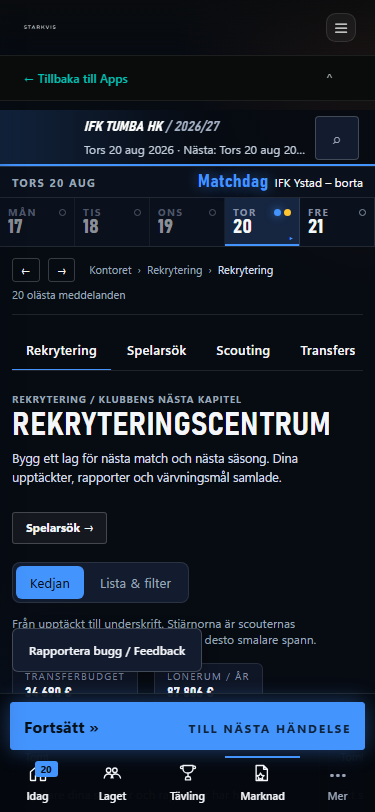 STARKVIS
← Tillbaka till Apps
^
IFK TUMBA HK / 2026/27
Tors 20 aug 2026 · Nästa: Tors 20 aug 20...
TORS 20 AUG
Matchdag IFK Ystad – borta
MÅN
17
TIS
18
ONS
19
TOR
20
FRE
21
← → Kontoret › Rekrytering › Rekrytering
20 olästa meddelanden
Rekrytering Spelarsök Scouting Transfers
REKRYTERING / KLUBBENS NÄSTA KAPITEL
REKRYTERINGSCENTRUM
Bygg ett lag för nästa match och nästa säsong. Dina
upptäckter, rapporter och värvningsmål samlade.
Spelarsök →
Kedjan Lista & filter
Från upptäckt till underskrift. Stjärnorna är scouternas
desto smalare spann.
Rapportera bugg / Feedback
TRANSFERBUDGET
34 690 €
LÖNERUM / ÅR
87 806 €
Fortsätt » TILL NÄSTA HÄNDELSE
20
Idag Laget Tävling Marknad Mer